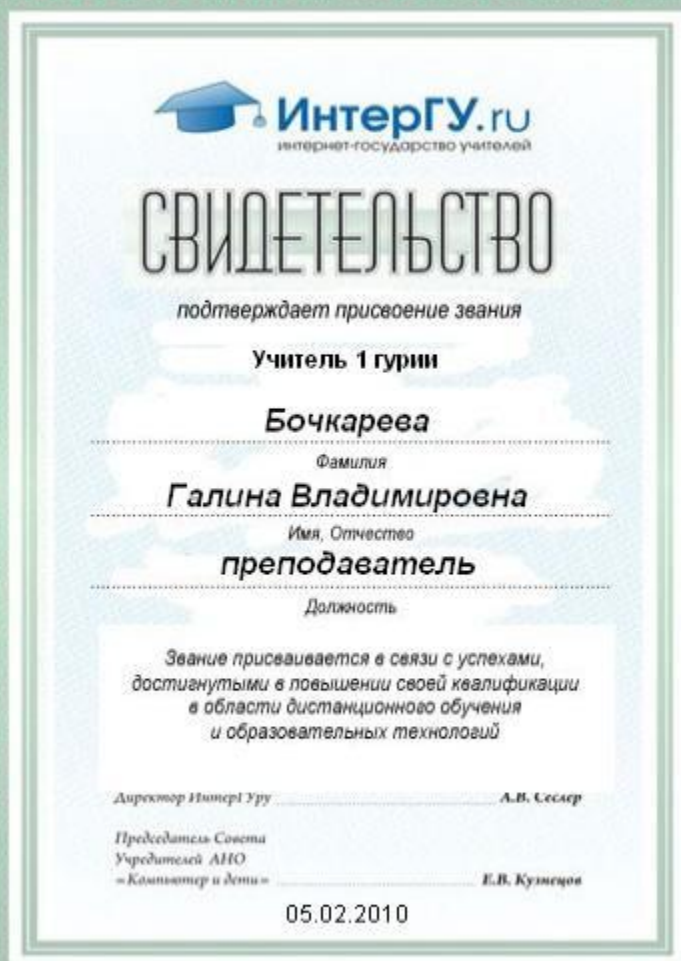 ИнтерГУ.ru
интернет-государство учителей
СВИДЕТЕЛЬСТВО
подтверждает присвоение звания
Учитель 1 гурии
Бочкарева
Фамилия
Галина Владимировна
Имя, Отчество
преподаватель
Должность
Звание присваивается в связи с успехами,
достигнутыми в повышении своей квалификации
в области дистанционного обучения
и образовательных технологий
Директор ИнтерГУру А.В. Сеслер
Председатель Совета
Учредителей АНО
«Компьютер и дети» Е.В. Кузнецов
05.02.2010